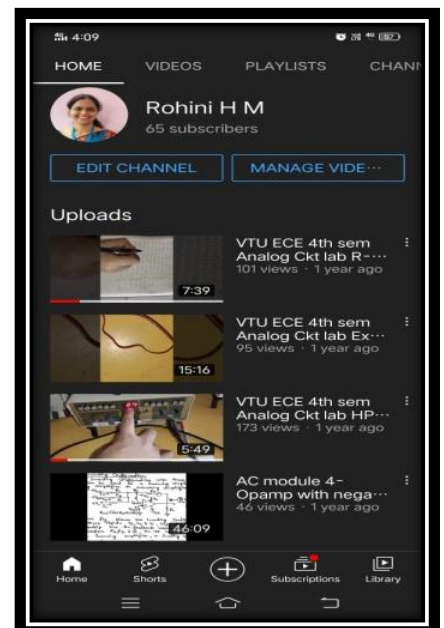 4:09
HOME VIDEOS PLAYLISTS CHANN
Rohini H M
65 subscribers
EDIT CHANNEL MANAGE VIDE...
Uploads
VTU ECE 4th sem
Analog Ckt lab R-...
101 views · 1 year ago
7:39
VTU ECE 4th sem
Analog Ckt lab Ex...
95 views · 1 year ago
15:16
VTU ECE 4th sem
Analog Ckt lab HP...
173 views · 1 year ago
5:49
AC module 4-
Opamp with nega...
46 views · 1 year ago
46:09
Home Shorts Subscriptions Library